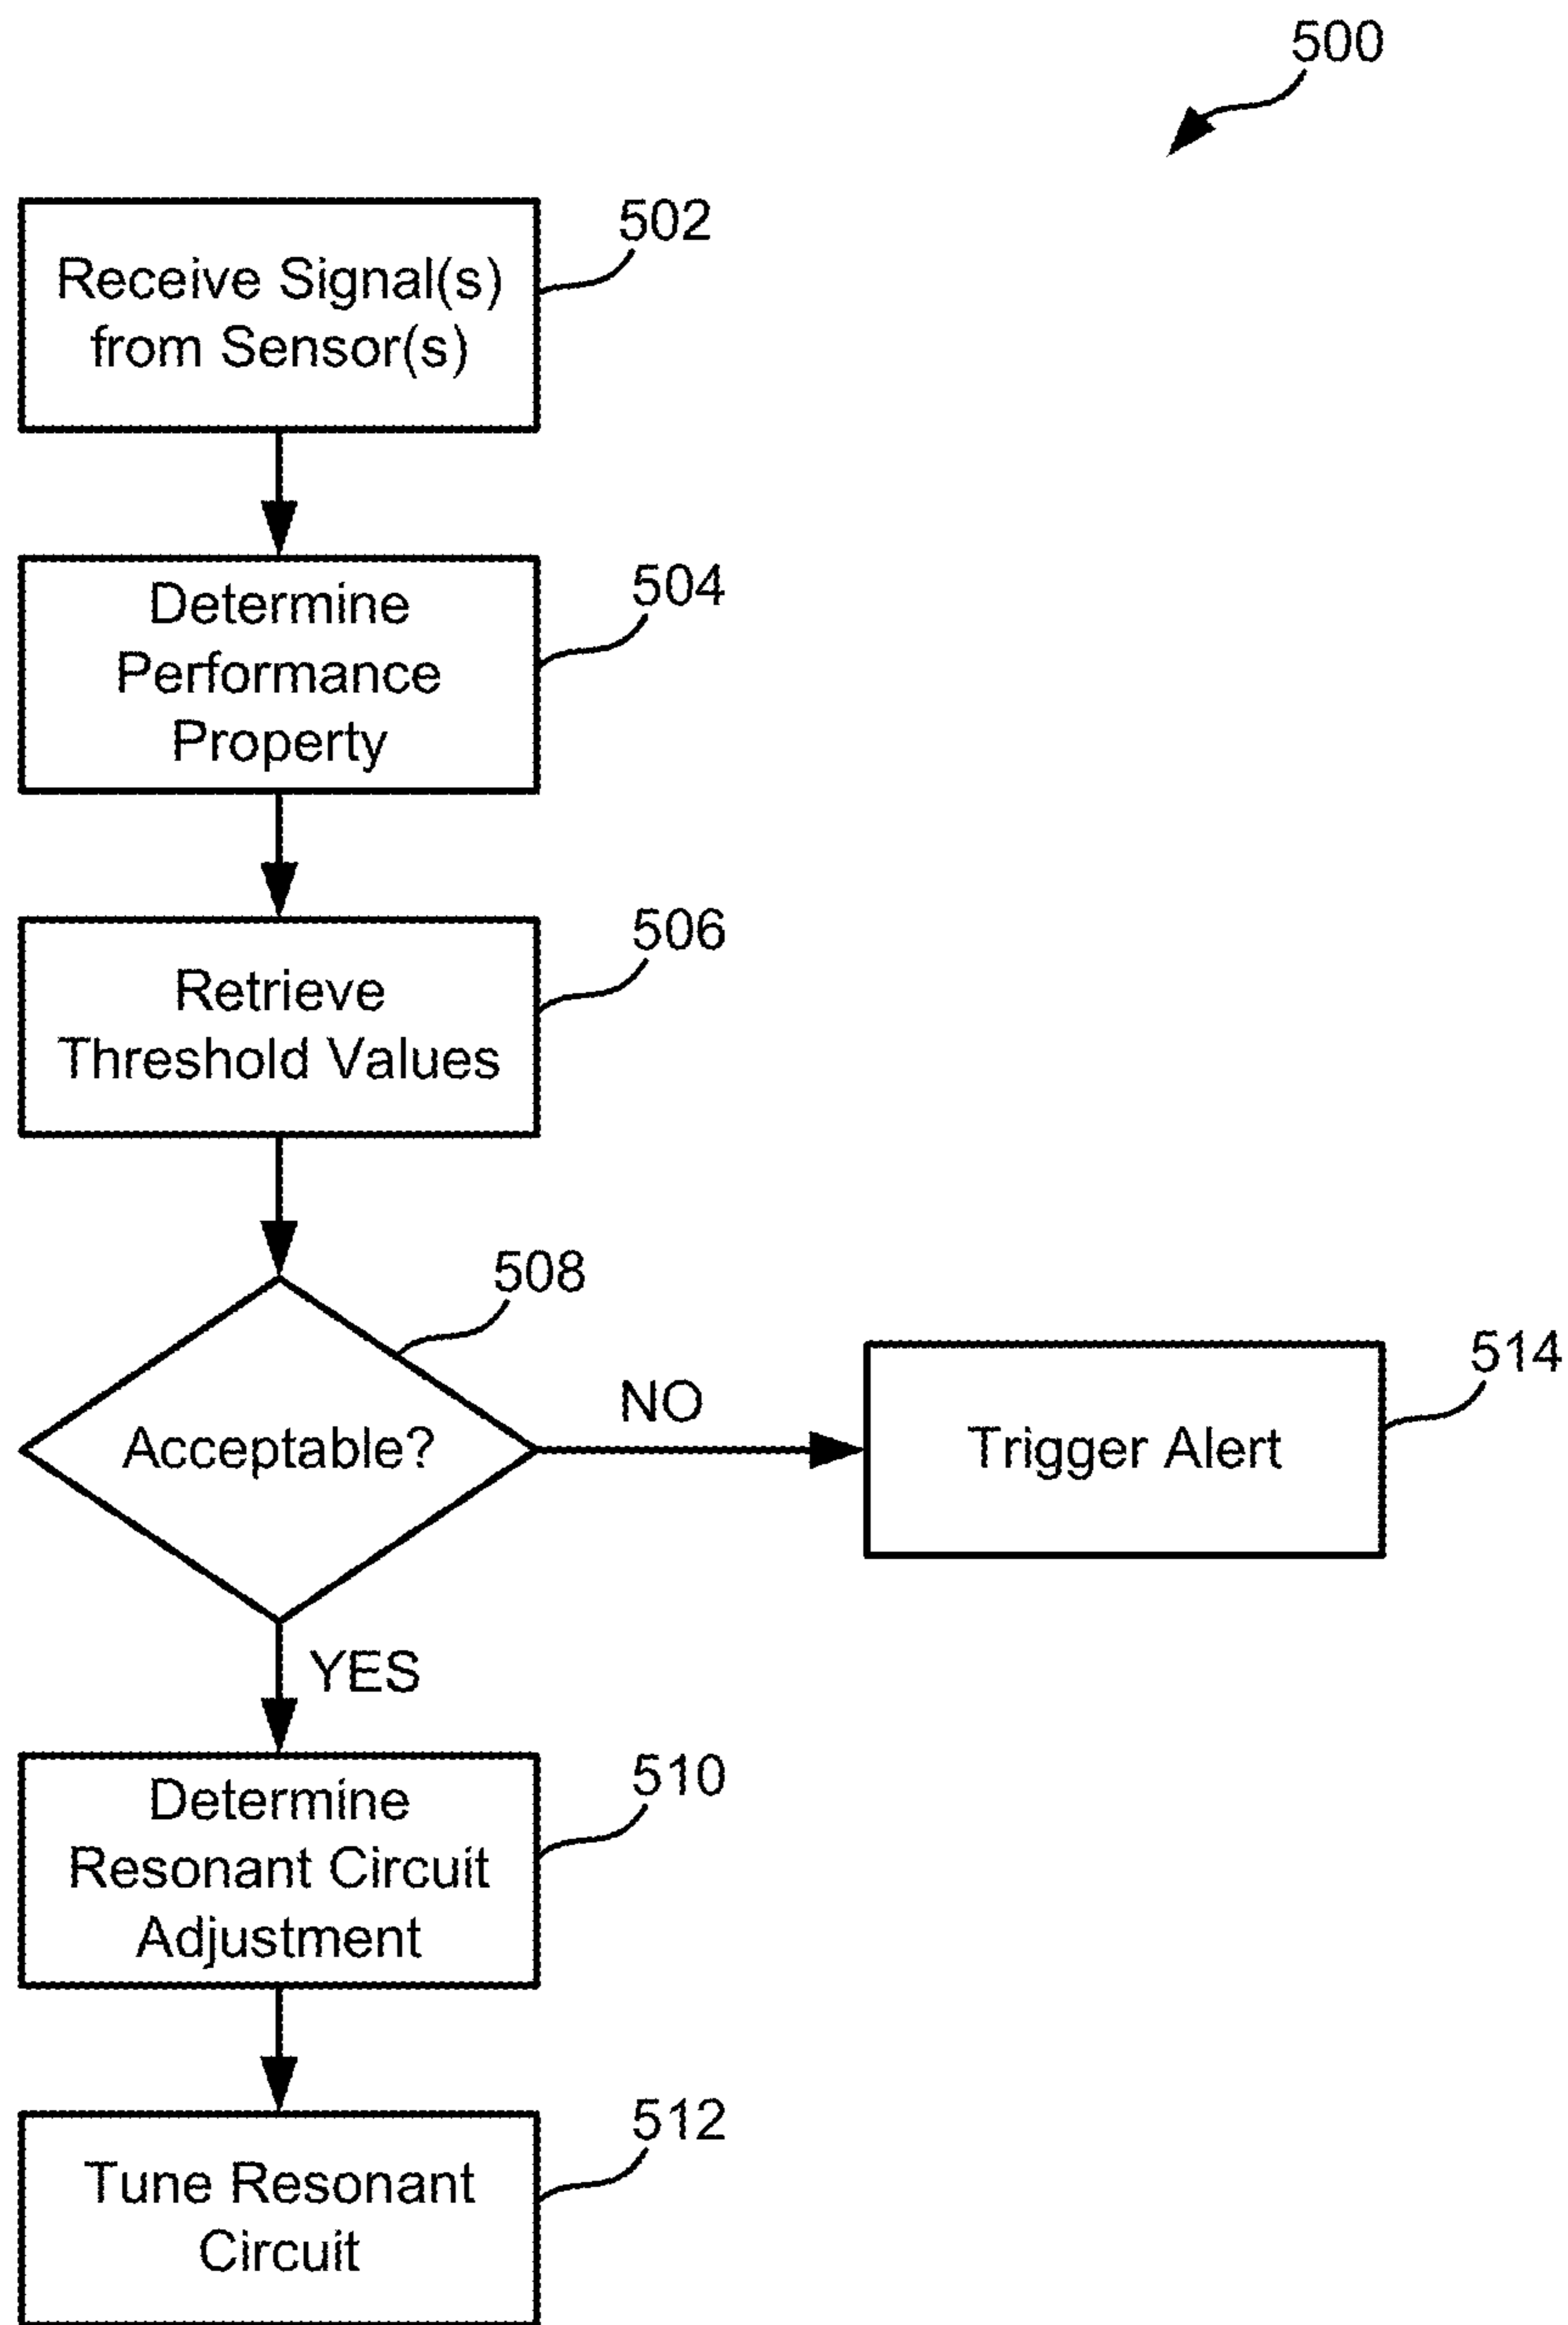 500
502
Receive Signal(s)
from Sensor(s)
504
Determine
Performance
Property
506
Retrieve
Threshold Values
508
Acceptable?
NO
514
Trigger Alert
YES
510
Determine
Resonant Circuit
Adjustment
512
Tune Resonant
Circuit